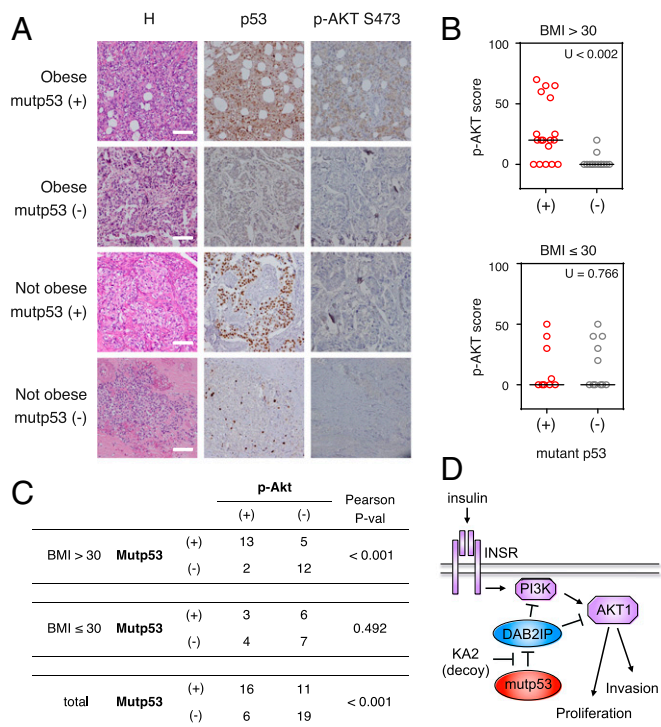 A
H p53 p-AKT S473
Obese
mutp53 (+)
Obese
mutp53 (-)
Not obese
mutp53 (+)
Not obese
mutp53 (-)
B
BMI > 30
U < 0.002
100
50
0
p-AKT score
(+) (-)
BMI ≤ 30
U = 0.766
100
50
0
p-AKT score
(+) (-)
mutant p53
C
p-Akt
Pearson
P-val
(+) (-)
BMI > 30 Mutp53 (+) 13 5 < 0.001
(-) 2 12
BMI ≤ 30 Mutp53 (+) 3 6 0.492
(-) 4 7
total Mutp53 (+) 16 11 < 0.001
(-) 6 19
D
insulin
INSR
PI3K
AKT1
DAB2IP
KA2
(decoy)
mutp53
Invasion
Proliferation